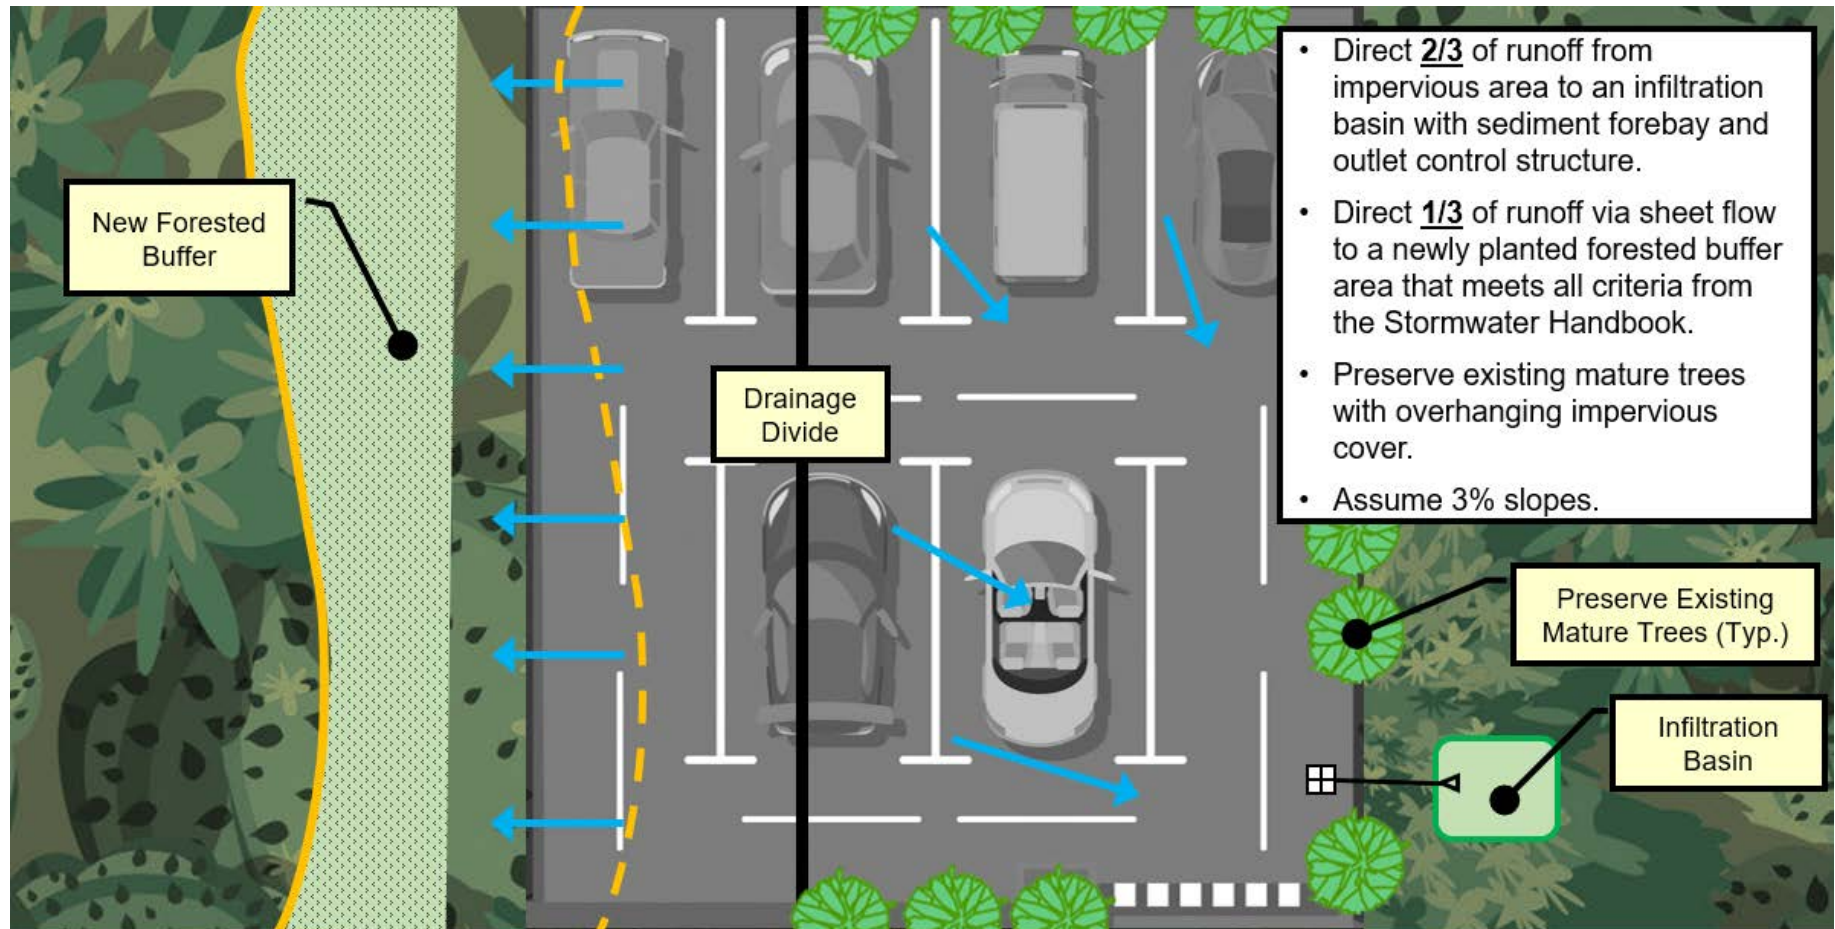 • Direct 2/3 of runoff from
impervious area to an infiltration
basin with sediment forebay and
outlet control structure.
• Direct 1/3 of runoff via sheet flow
to a newly planted forested buffer
area that meets all criteria from
the Stormwater Handbook.
• Preserve existing mature trees
with overhanging impervious
cover.
• Assume 3% slopes.
New Forested
Buffer
Drainage
Divide
Preserve Existing
Mature Trees (Typ.)
Infiltration
Basin